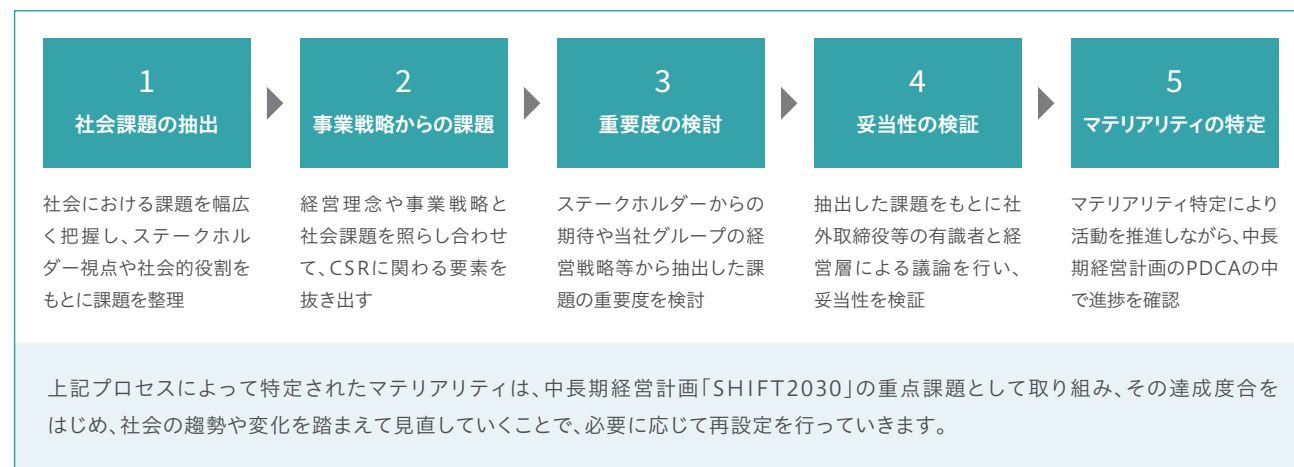 1
社会課題の抽出
社会における課題を幅広
く把握し、ステークホル
ダー視点や社会的役割を
もとに課題を整理
2
事業戦略からの課題
経営理念や事業戦略と
社会課題を照らし合わせ
て、CSRに関わる要素を
抜き出す
3
重要度の検討
ステークホルダーからの
期待や当社グループの経
営戦略等から抽出した課
題の重要度を検討
4
妥当性の検証
抽出した課題をもとに社
外取締役等の有識者と経
営層による議論を行い、
妥当性を検証
5
マテリアリティの特定
マテリアリティ特定により
活動を推進しながら、中長
期経営計画のPDCAの中
で進捗を確認
上記プロセスによって特定されたマテリアリティは、中長期経営計画「SHIFT2030」の重点課題として取り組み、その達成度合を
はじめ、社会の趨勢や変化を踏まえて見直していくことで、必要に応じて再設定を行っていきます。